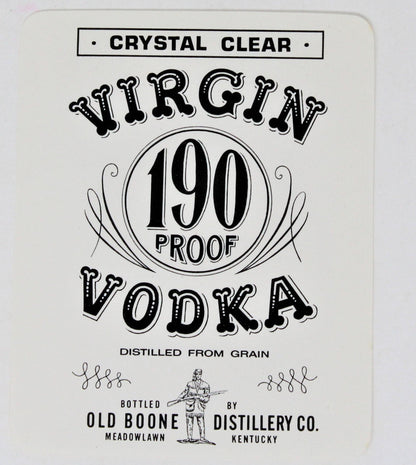 · CRYSTAL CLEAR ·
VIRGIN
190
PROOF
VODKA
DISTILLED FROM GRAIN
BOTTLED BY
OLD BOONE DISTILLERY CO.
MEADOWLAWN KENTUCKY